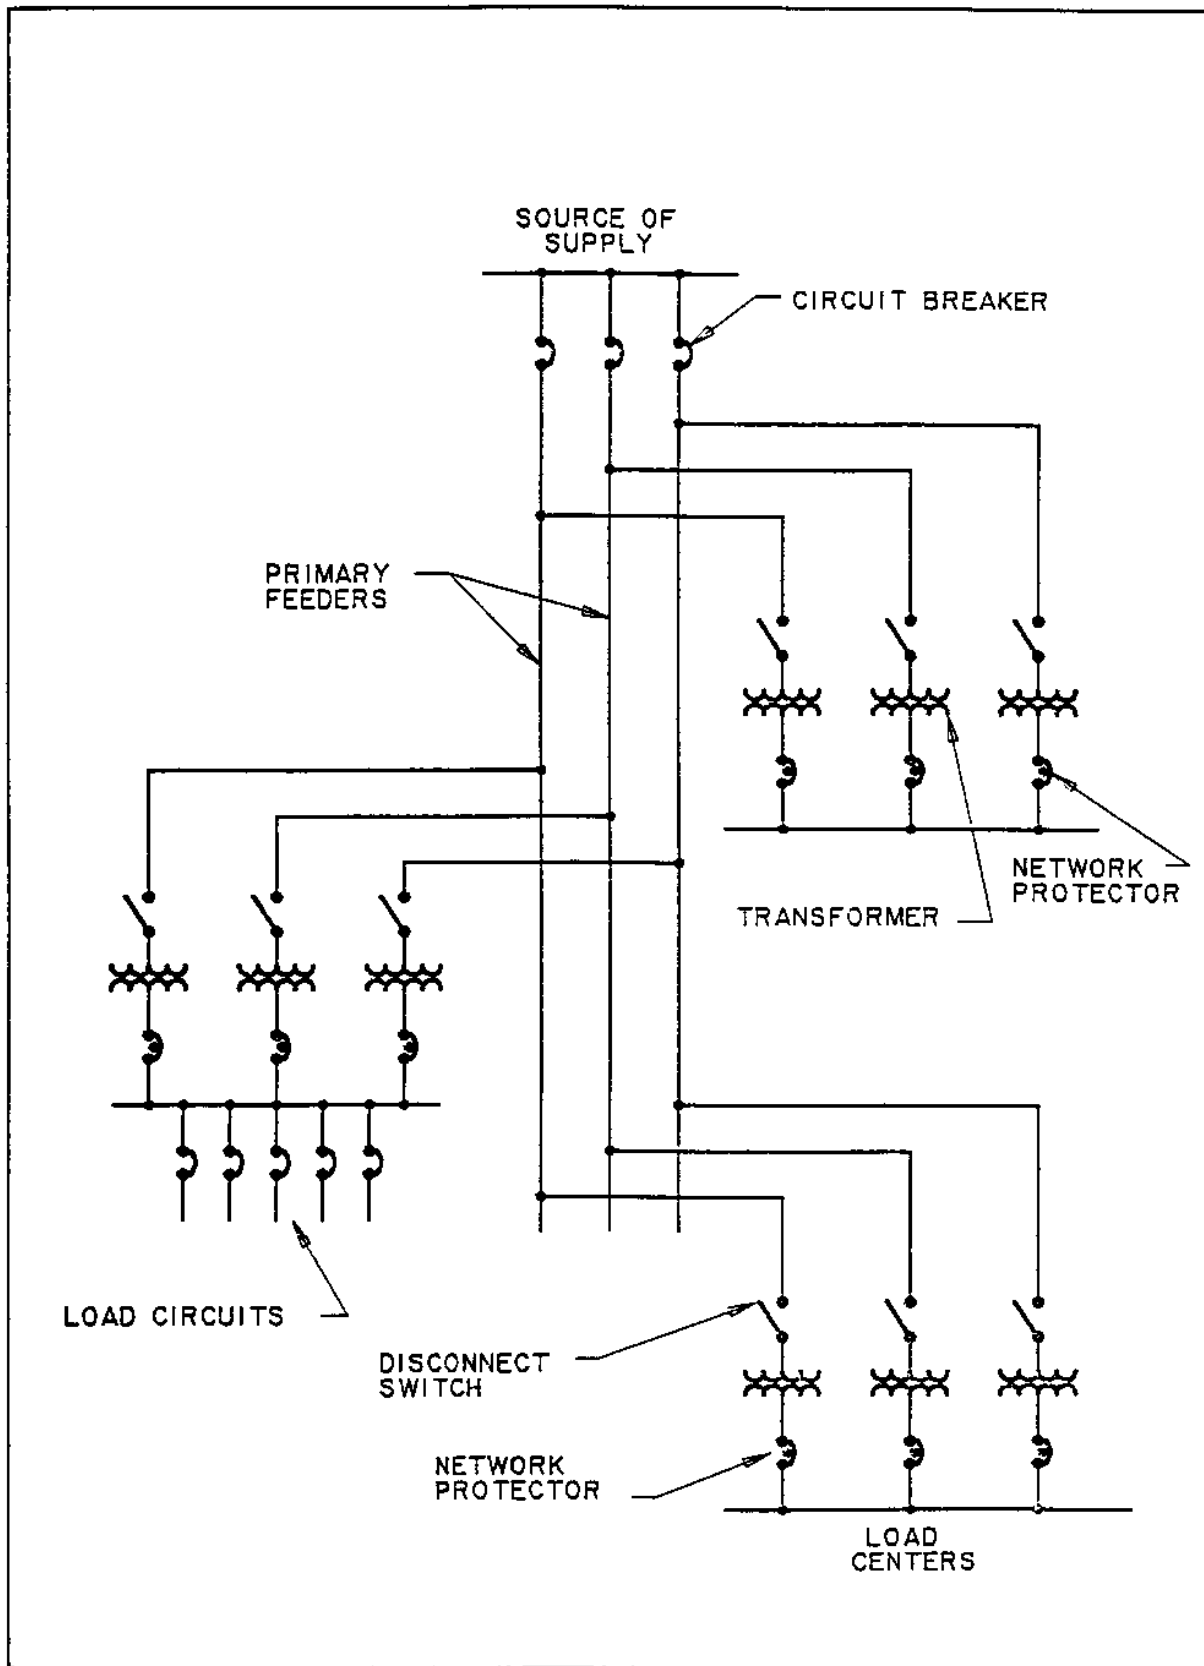 SOURCE OF
SUPPLY
CIRCUIT BREAKER
PRIMARY
FEEDERS
NETWORK
PROTECTOR
TRANSFORMER
LOAD CIRCUITS
DISCONNECT
SWITCH
NETWORK
PROTECTOR
LOAD
CENTERS